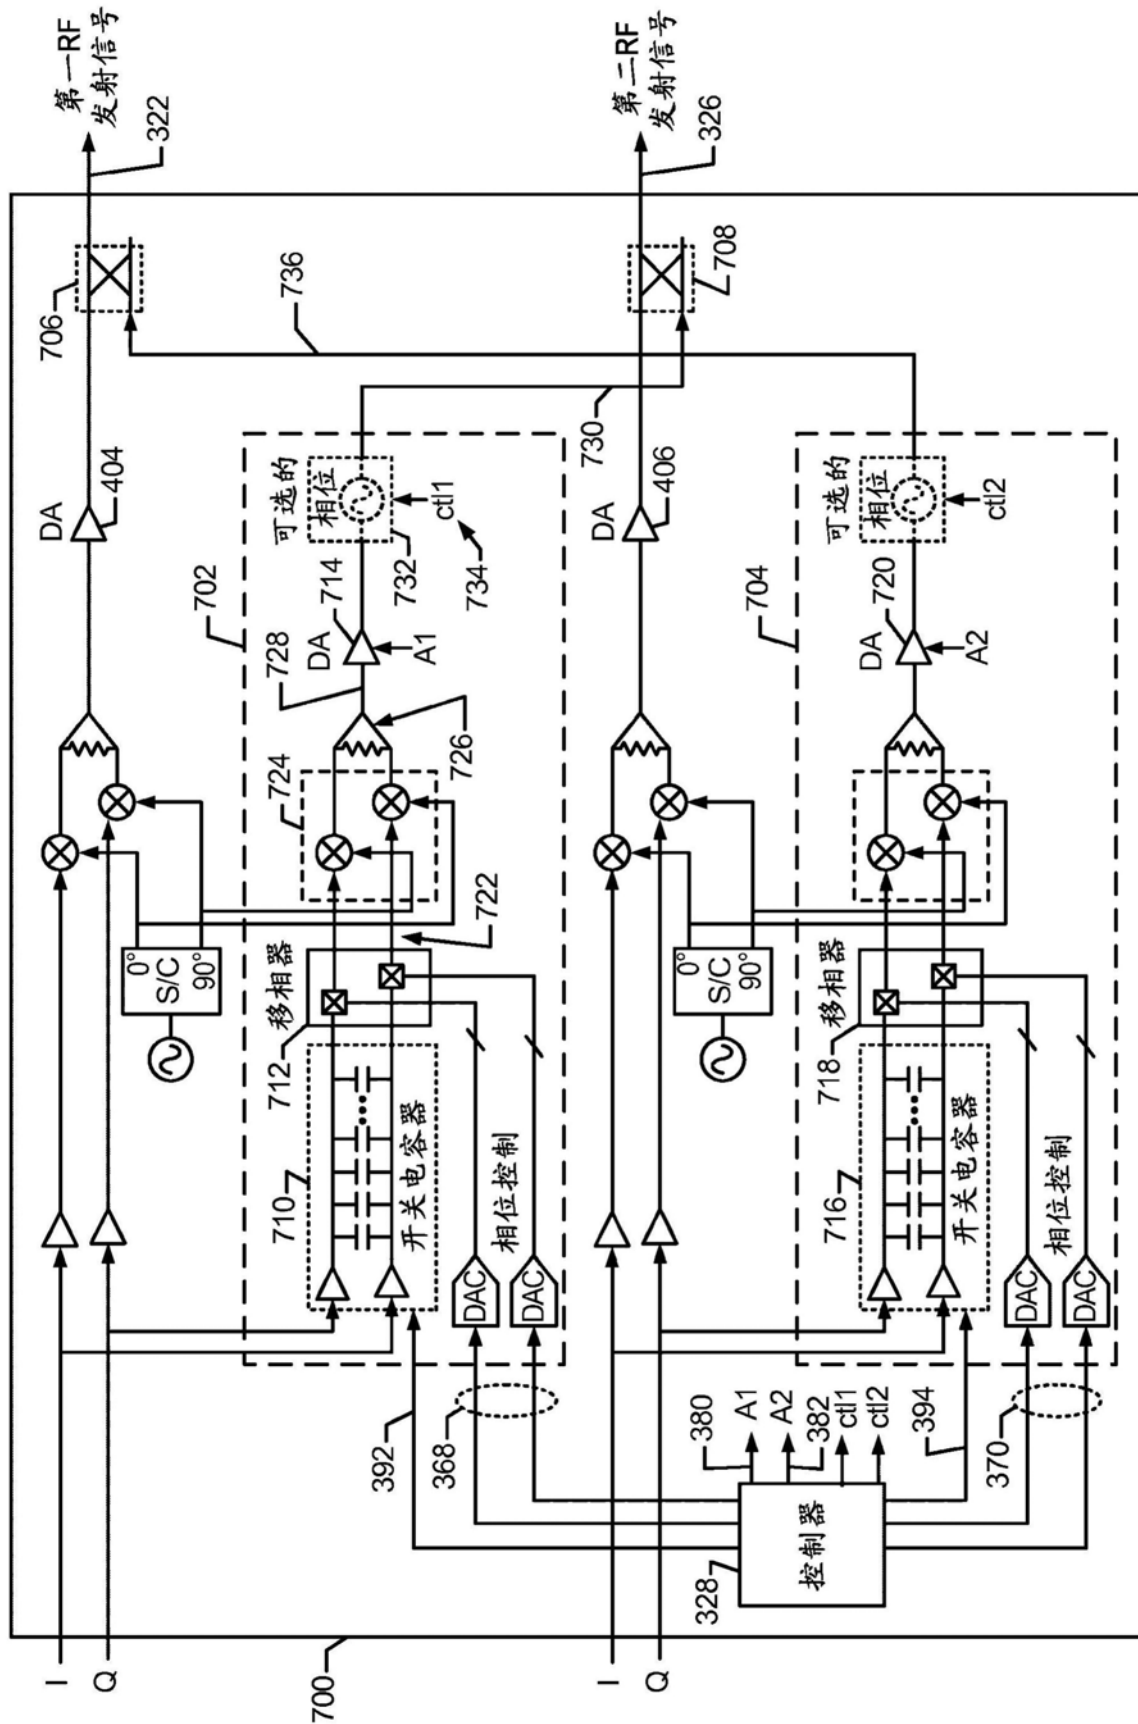 700
I
Q
DA
404
706
第一RF
发射信号
322
0°
S/C
90°
702
392
368
710
开关电容器
712
移相器
722
724
726
728
DA
714
A1
可选的
相位
732
ctl1
734
730
736
DAC
DAC
相位控制
I
Q
DA
406
708
第二RF
发射信号
326
0°
S/C
90°
704
328
控制器
380
A1
A2
382
ctl1
ctl2
394
370
716
开关电容器
718
移相器
DA
720
A2
可选的
相位
ctl2
DAC
DAC
相位控制